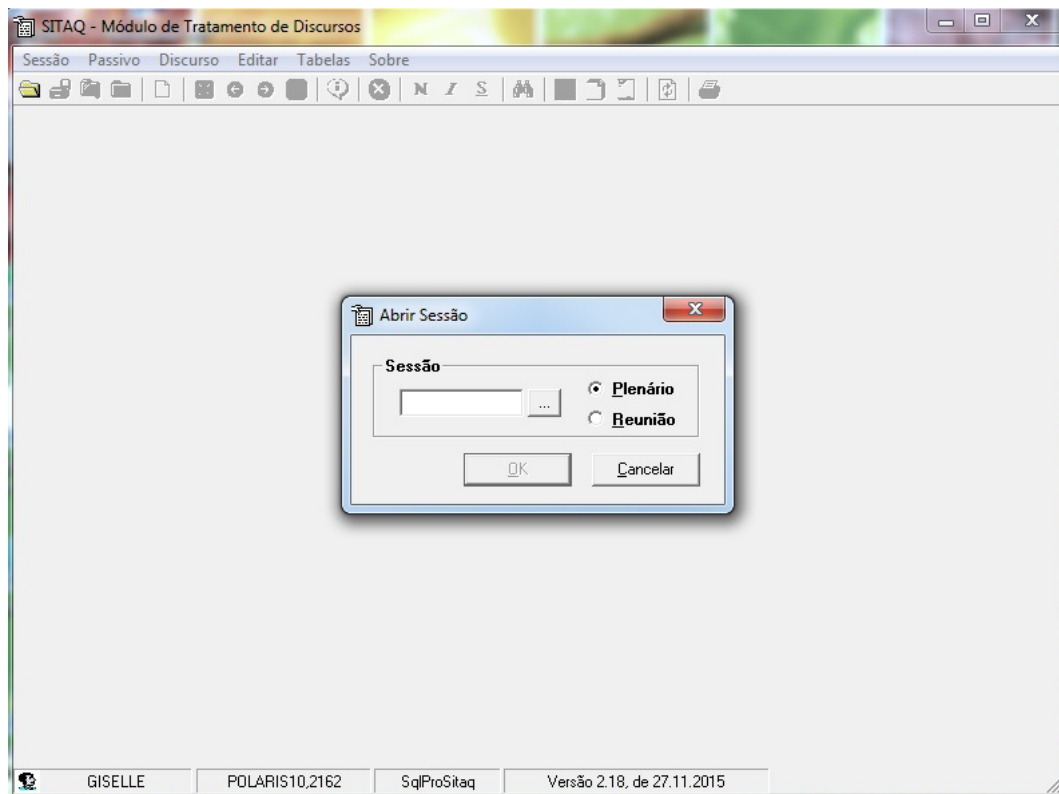 SITAQ - Módulo de Tratamento de Discursos
Sessão Passivo Discurso Editar Tabelas Sobre
N I S
Abrir Sessão
Sessão
...
Plenário
Reunião
OK Cancelar
GISELLE POLARIS10,2162 SqlProSitaq Versão 2.18, de 27.11.2015